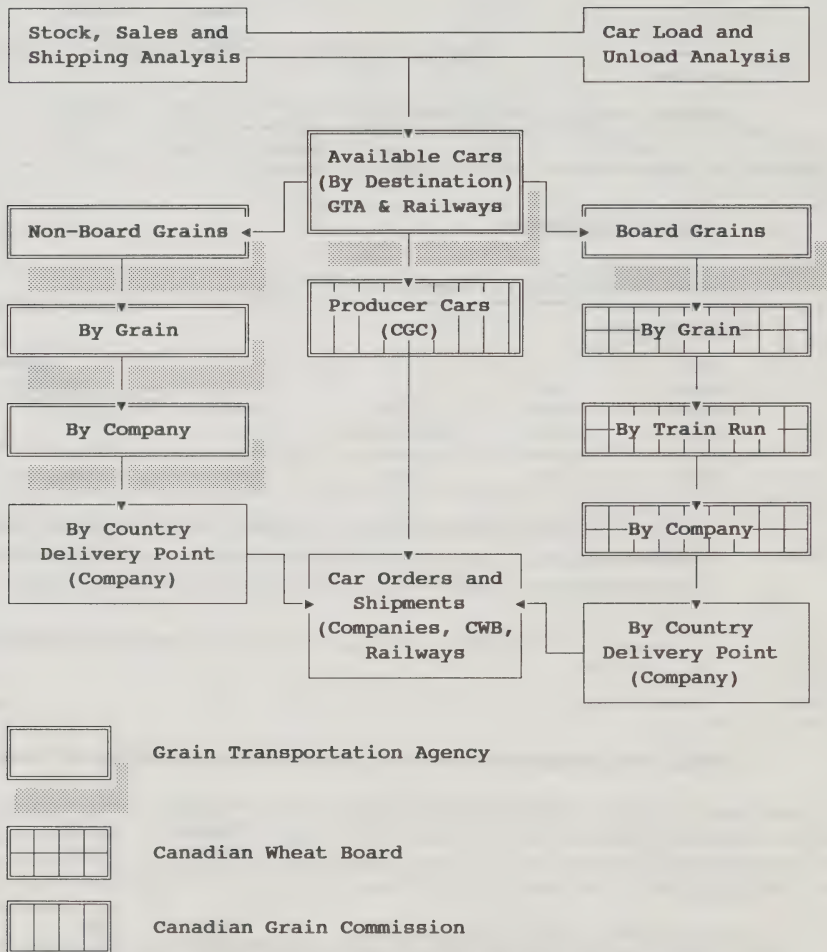 Stock, Sales and
Shipping Analysis
Car Load and
Unload Analysis
Available Cars
(By Destination)
GTA & Railways
Non-Board Grains
Board Grains
Producer Cars
(CGC)
By Grain
By Grain
By Company
By Train Run
By Company
By Country
Delivery Point
(Company)
Car Orders and
Shipments
(Companies, CWB,
Railways
By Country
Delivery Point
(Company)
Grain Transportation Agency
Canadian Wheat Board
Canadian Grain Commission